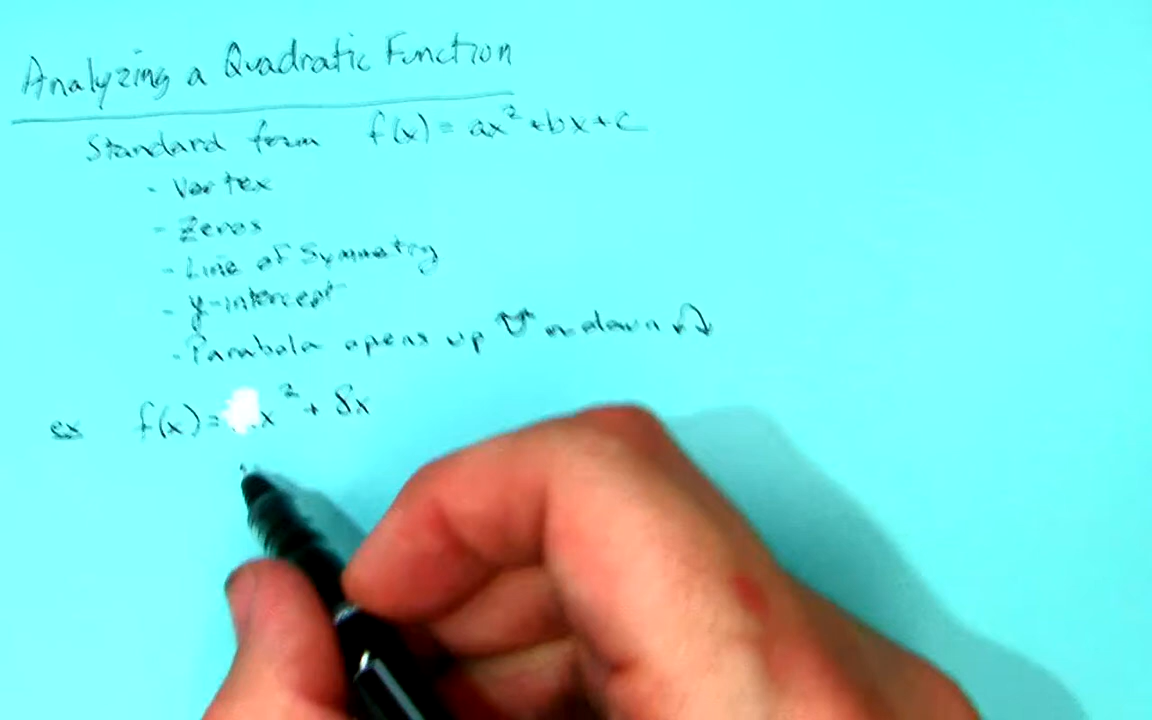 Analyzing a Quadratic Function
Standard form f(x) = ax² + bx + c
- Vertex
- Zeros
- Line of Symmetry
- y-intercept
- Parabola opens up or down
ex f(x) = x² + 8x